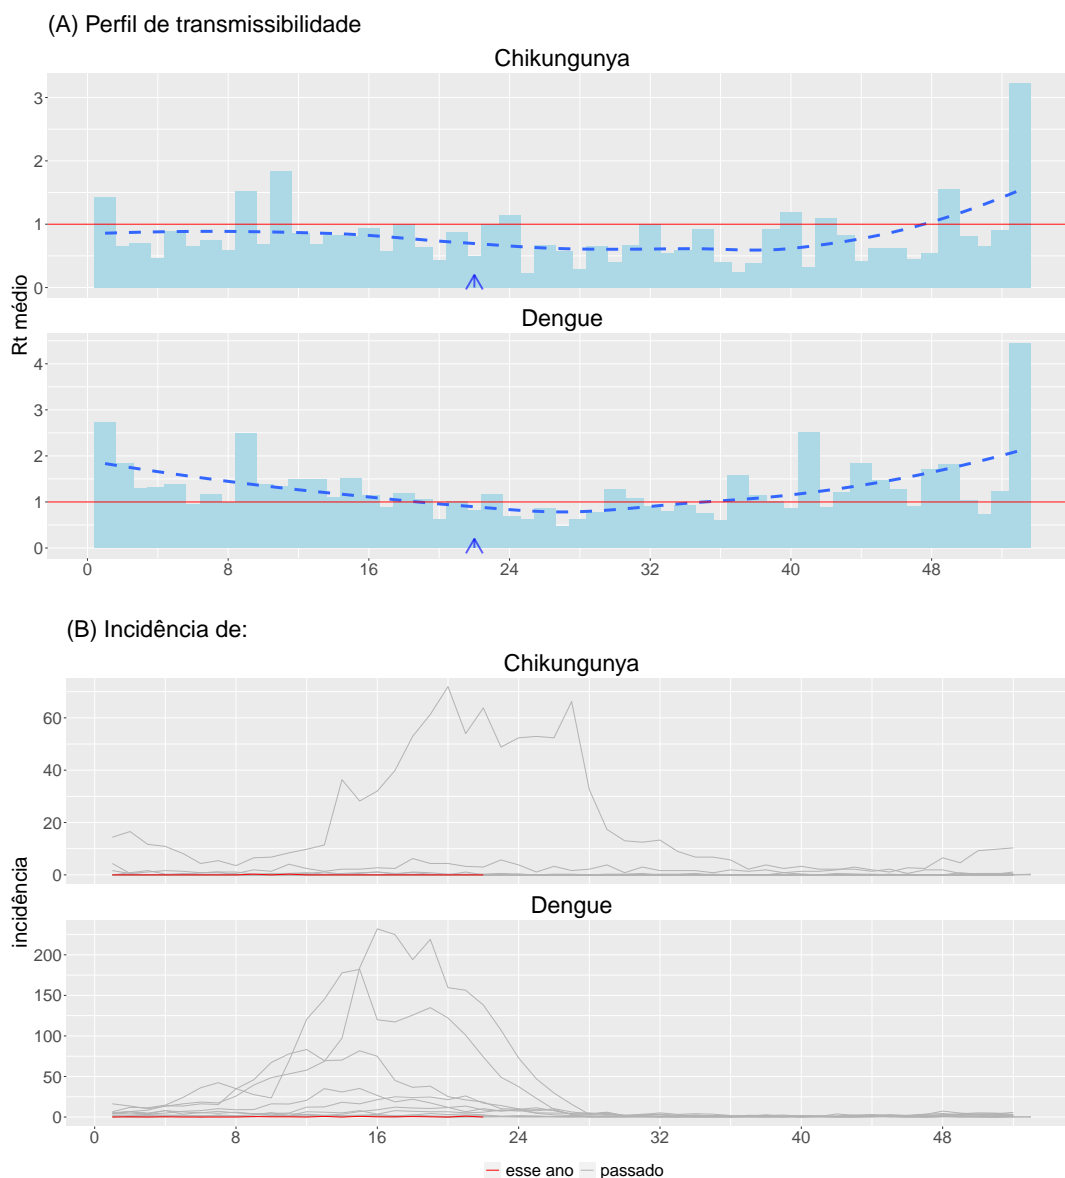 (A) Perfil de transmissibilidade
Chikungunya
3
2
1
0
Rt médio
Dengue
4
3
2
1
0
0 8 16 24 32 40 48
(B) Incidência de:
Chikungunya
60
40
20
0
incidência
Dengue
200
150
100
50
0
0 8 16 24 32 40 48
esse ano passado